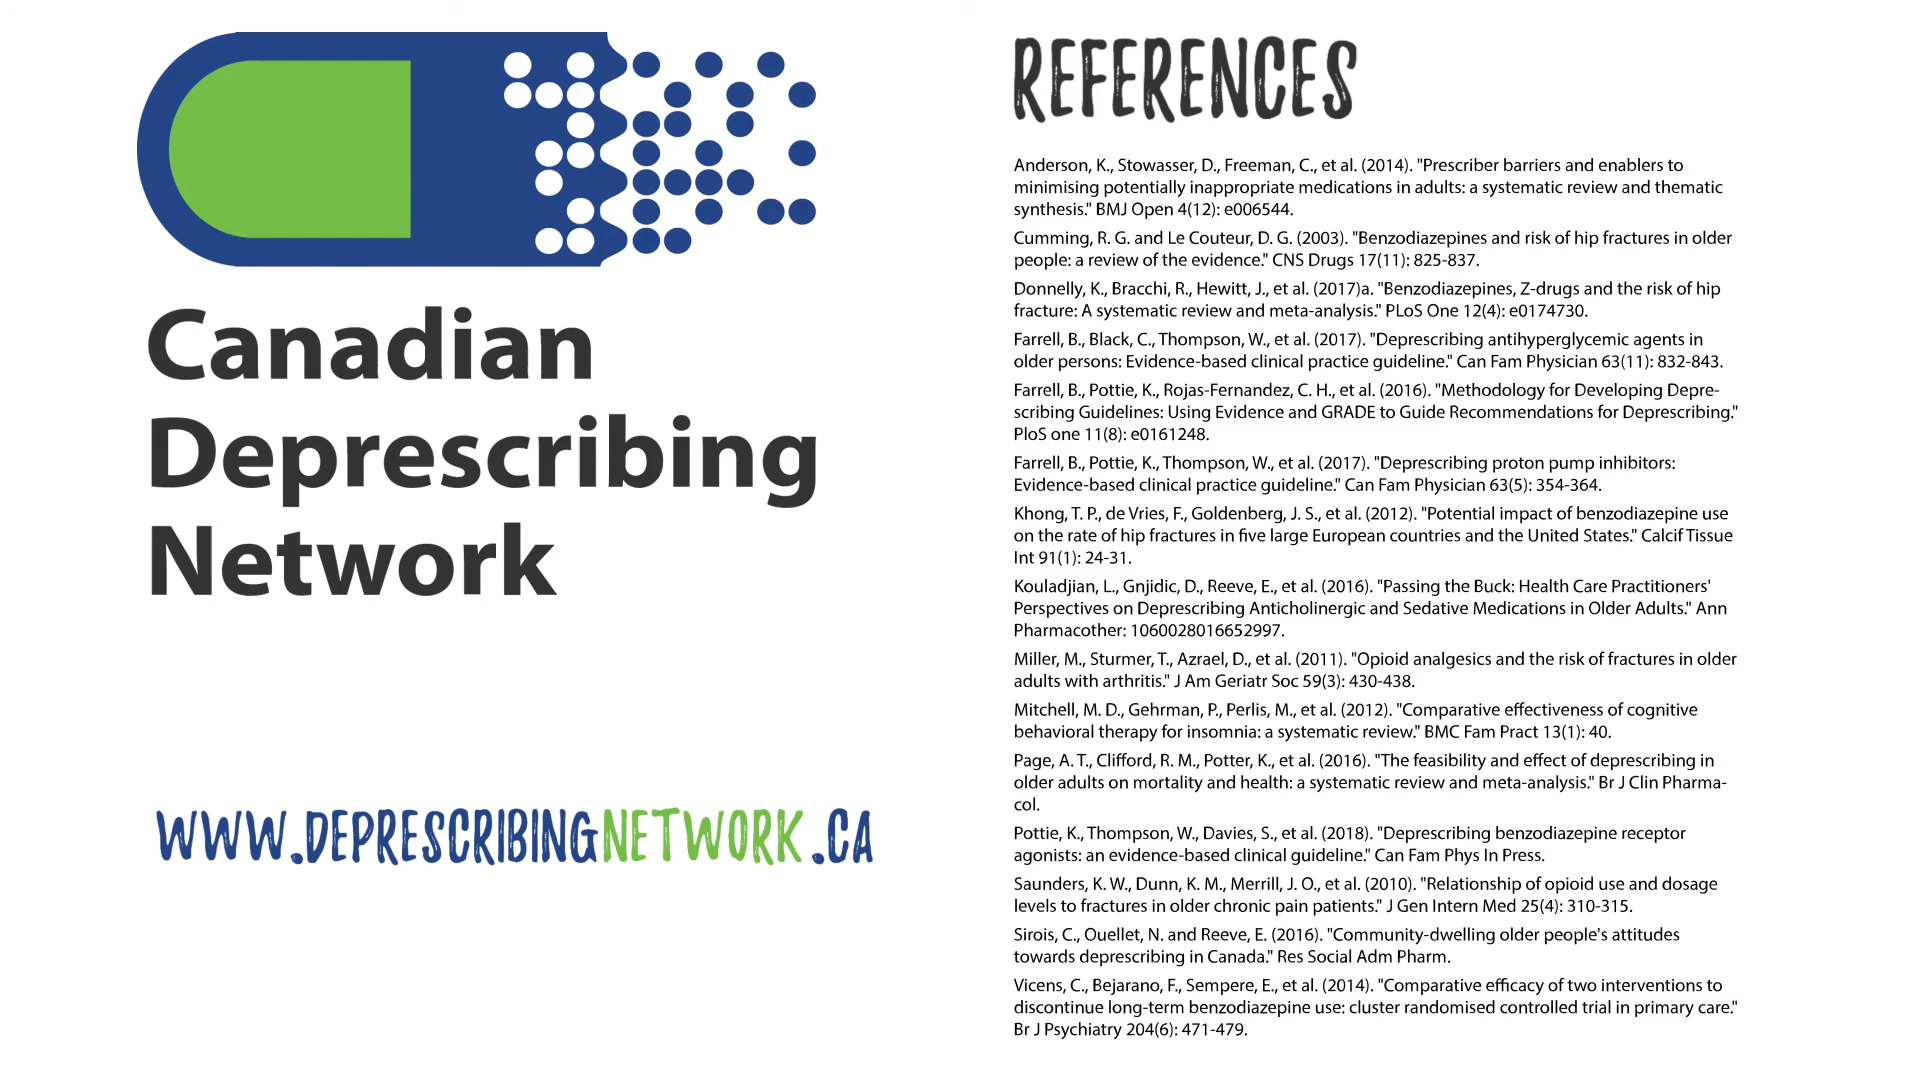 Canadian
Deprescribing
Network
WWW.DEPRESCRIBINGNETWORK.CA
REFERENCES
Anderson, K., Stowasser, D., Freeman, C., et al. (2014). "Prescriber barriers and enablers to
minimising potentially inappropriate medications in adults: a systematic review and thematic
synthesis." BMJ Open 4(12): e006544.
Cumming, R. G. and Le Couteur, D. G. (2003). "Benzodiazepines and risk of hip fractures in older
people: a review of the evidence." CNS Drugs 17(11): 825-837.
Donnelly, K., Bracchi, R., Hewitt, J., et al. (2017)a. "Benzodiazepines, Z-drugs and the risk of hip
fracture: A systematic review and meta-analysis." PLoS One 12(4): e0174730.
Farrell, B., Black, C., Thompson, W., et al. (2017). "Deprescribing antihyperglycemic agents in
older persons: Evidence-based clinical practice guideline." Can Fam Physician 63(11): 832-843.
Farrell, B., Pottie, K., Rojas-Fernandez, C. H., et al. (2016). "Methodology for Developing Depre-
scribing Guidelines: Using Evidence and GRADE to Guide Recommendations for Deprescribing."
PloS one 11(8): e0161248.
Farrell, B., Pottie, K., Thompson, W., et al. (2017). "Deprescribing proton pump inhibitors:
Evidence-based clinical practice guideline." Can Fam Physician 63(5): 354-364.
Khong, T. P., de Vries, F., Goldenberg, J. S., et al. (2012). "Potential impact of benzodiazepine use
on the rate of hip fractures in five large European countries and the United States." Calcif Tissue
Int 91(1): 24-31.
Kouladjian, L., Gnjidic, D., Reeve, E., et al. (2016). "Passing the Buck: Health Care Practitioners'
Perspectives on Deprescribing Anticholinergic and Sedative Medications in Older Adults." Ann
Pharmacother: 1060028016652997.
Miller, M., Sturmer, T., Azrael, D., et al. (2011). "Opioid analgesics and the risk of fractures in older
adults with arthritis." J Am Geriatr Soc 59(3): 430-438.
Mitchell, M. D., Gehrman, P., Perlis, M., et al. (2012). "Comparative effectiveness of cognitive
behavioral therapy for insomnia: a systematic review." BMC Fam Pract 13(1): 40.
Page, A. T., Clifford, R. M., Potter, K., et al. (2016). "The feasibility and effect of deprescribing in
older adults on mortality and health: a systematic review and meta-analysis." Br J Clin Pharma-
col.
Pottie, K., Thompson, W., Davies, S., et al. (2018). "Deprescribing benzodiazepine receptor
agonists: an evidence-based clinical guideline." Can Fam Phys In Press.
Saunders, K. W., Dunn, K. M., Merrill, J. O., et al. (2010). "Relationship of opioid use and dosage
levels to fractures in older chronic pain patients." J Gen Intern Med 25(4): 310-315.
Sirois, C., Ouellet, N. and Reeve, E. (2016). "Community-dwelling older people's attitudes
towards deprescribing in Canada." Res Social Adm Pharm.
Vicens, C., Bejarano, F., Sempere, E., et al. (2014). "Comparative efficacy of two interventions to
discontinue long-term benzodiazepine use: cluster randomised controlled trial in primary care."
Br J Psychiatry 204(6): 471-479.